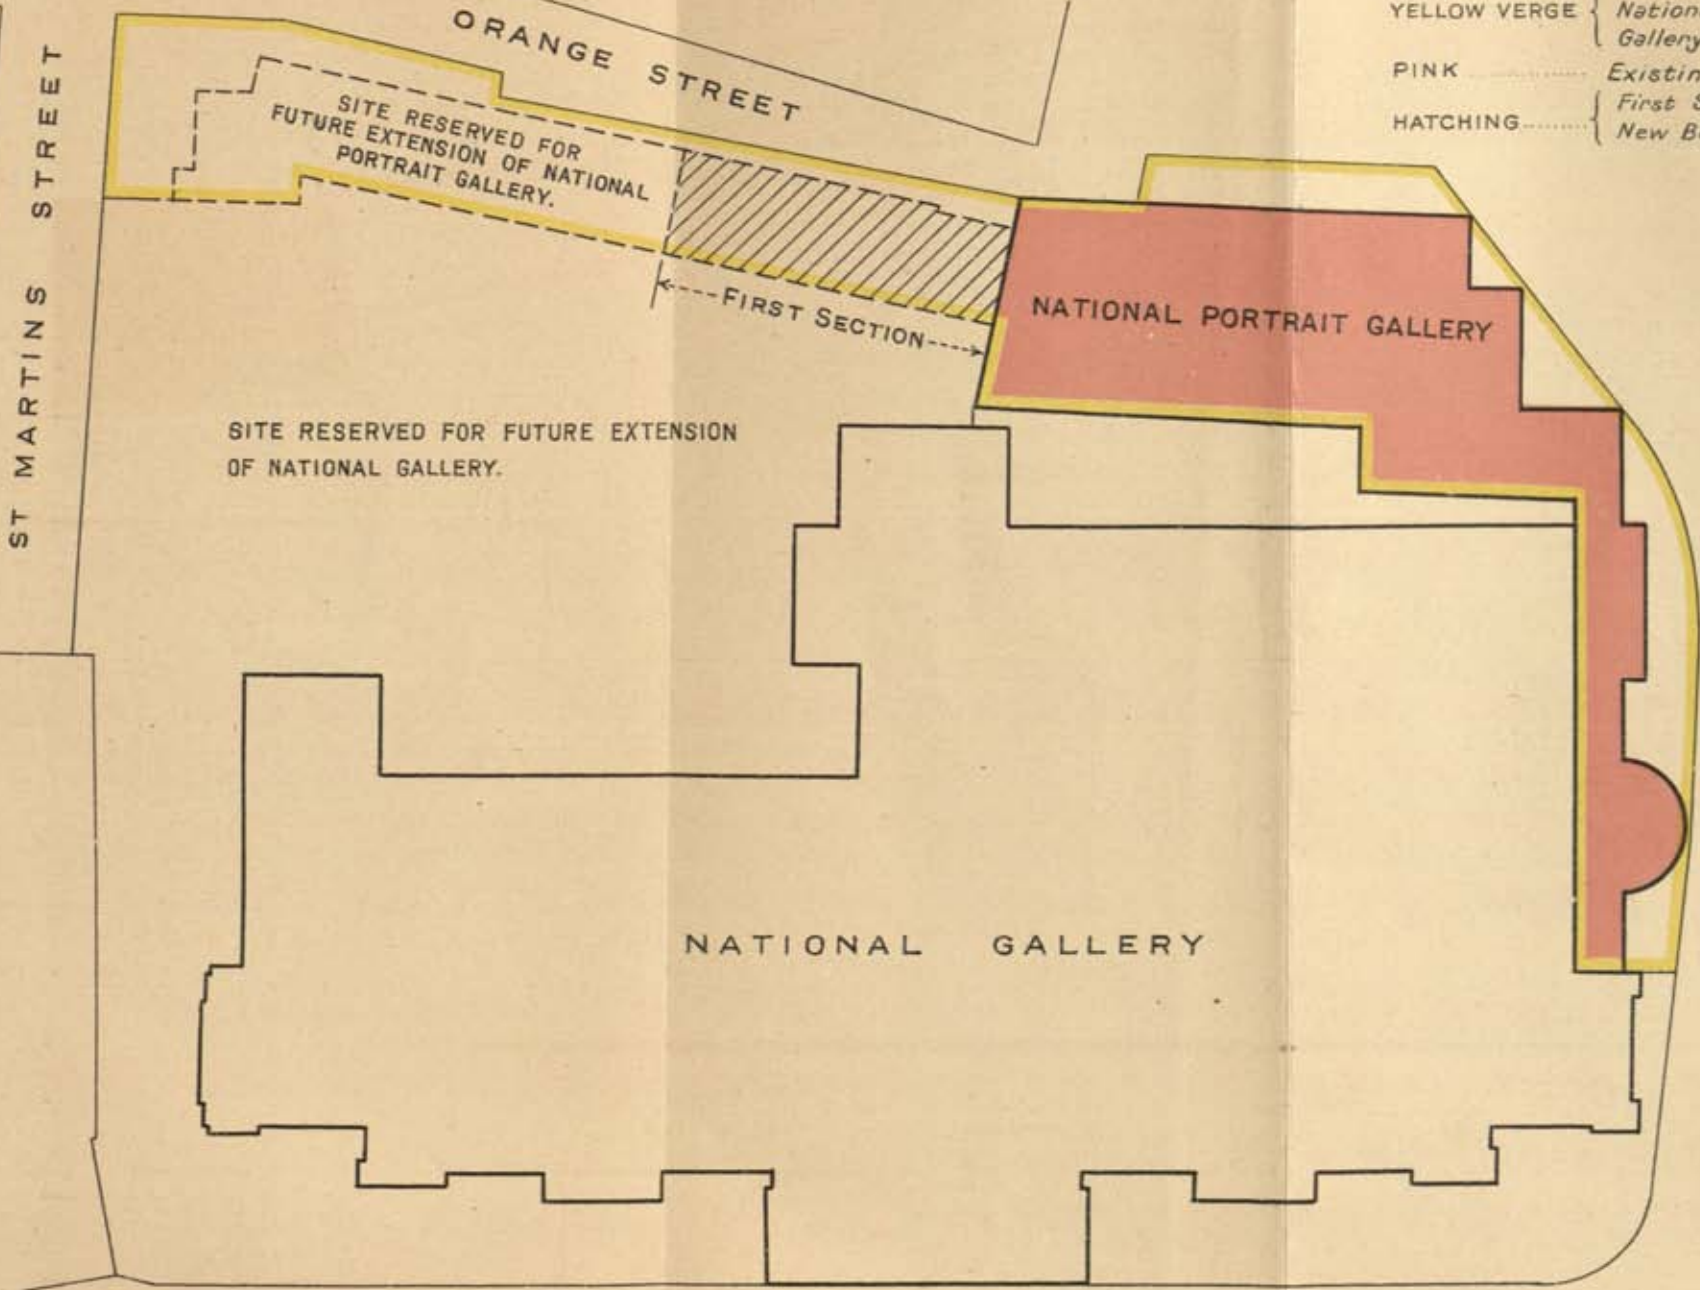 ORANGE STREET
YELLOW VERGE { Nation
Gallery
PINK ............ Existin
HATCHING ........ { First S
New B
ST MARTINS STREET
SITE RESERVED FOR
FUTURE EXTENSION OF NATIONAL
PORTRAIT GALLERY.
FIRST SECTION
NATIONAL PORTRAIT GALLERY
SITE RESERVED FOR FUTURE EXTENSION
OF NATIONAL GALLERY.
NATIONAL GALLERY